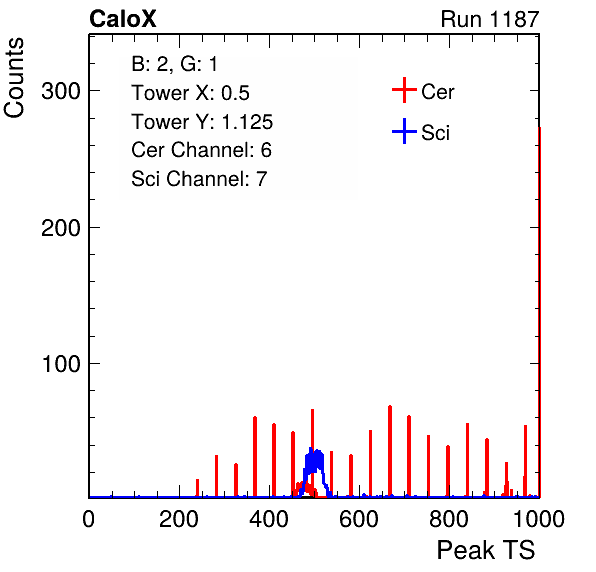 CaloX Run 1187
Counts
B: 2, G: 1
Tower X: 0.5
Tower Y: 1.125
Cer Channel: 6
Sci Channel: 7
Cer
Sci
300
200
100
0 200 400 600 800 1000
Peak TS